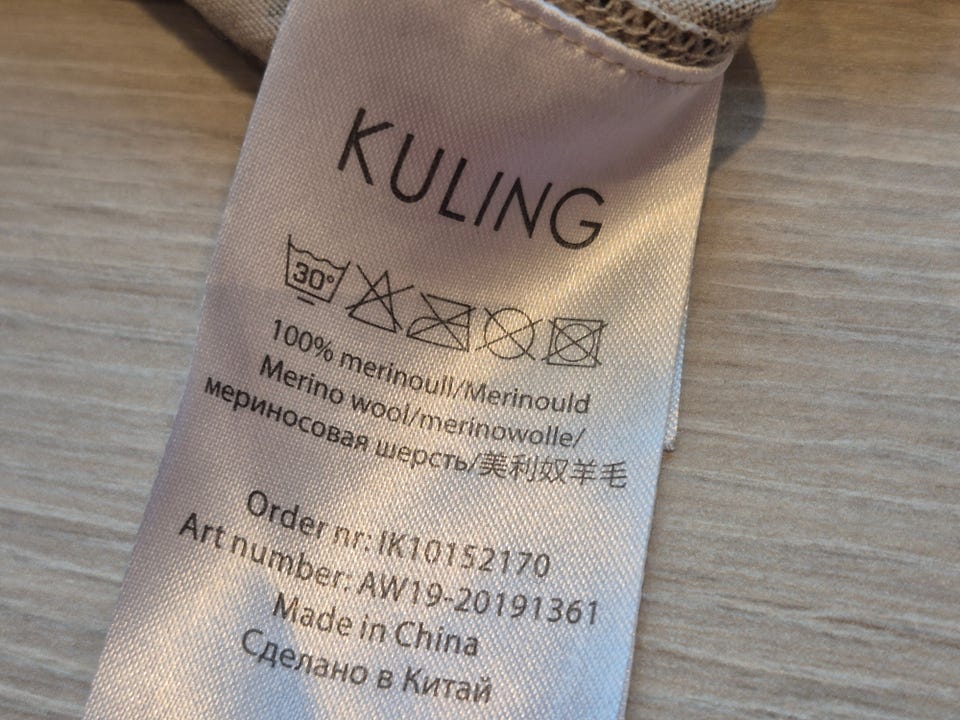 KULING
30°
100% merinoull/Merinould
Merino wool/merinowolle/
мериносовая шерсть/美利奴羊毛
Order nr: IK10152170
Art number: AW19-20191361
Made in China
Сделано в Китай